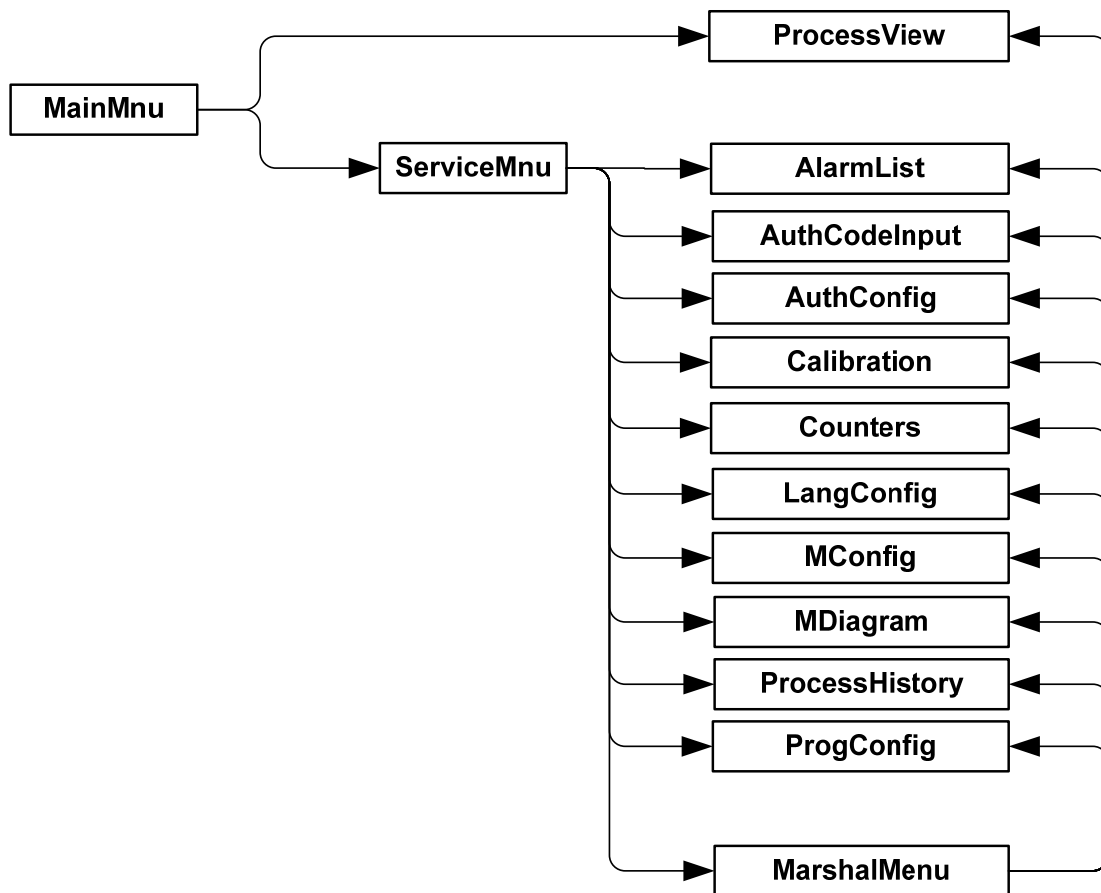 ProcessView
MainMnu
ServiceMnu
AlarmList
AuthCodeInput
AuthConfig
Calibration
Counters
LangConfig
MConfig
MDiagram
ProcessHistory
ProgConfig
MarshalMenu